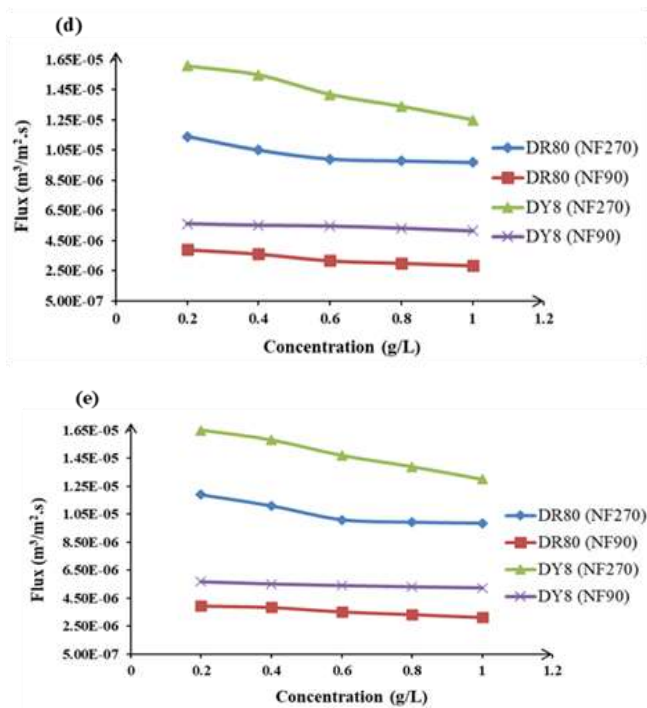 (d)
1.65E-05
1.45E-05
1.25E-05
1.05E-05
8.50E-06
6.50E-06
4.50E-06
2.50E-06
5.00E-07
Flux (m³/m².s)
0 0.2 0.4 0.6 0.8 1 1.2
Concentration (g/L)
DR80 (NF270)
DR80 (NF90)
DY8 (NF270)
DY8 (NF90)
(e)
1.65E-05
1.45E-05
1.25E-05
1.05E-05
8.50E-06
6.50E-06
4.50E-06
2.50E-06
5.00E-07
Flux (m³/m².s)
0 0.2 0.4 0.6 0.8 1 1.2
Concentration (g/L)
DR80 (NF270)
DR80 (NF90)
DY8 (NF270)
DY8 (NF90)